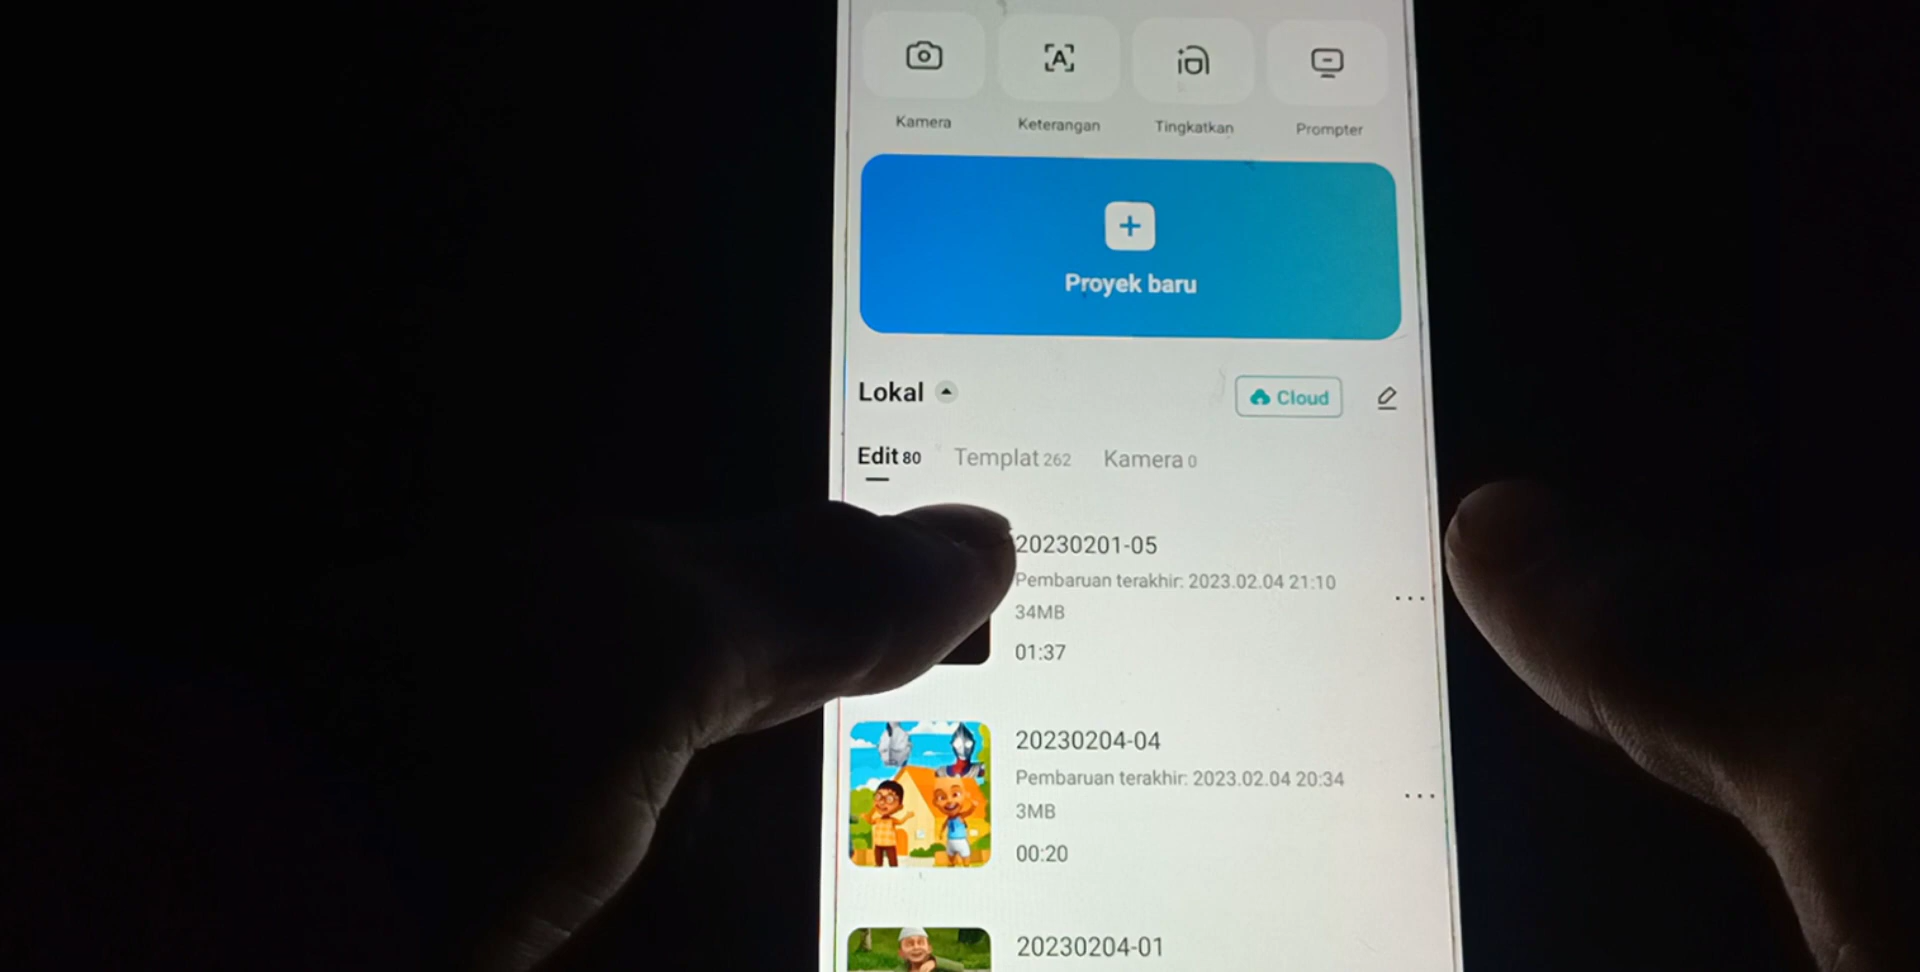 Kamera
Keterangan
Tingkatkan
Prompter
Proyek baru
Lokal
Cloud
Edit 80
Templat 262
Kamera 0
20230201-05
Pembaruan terakhir: 2023.02.04 21:10
34MB
01:37
20230204-04
Pembaruan terakhir: 2023.02.04 20:34
3MB
00:20
20230204-01